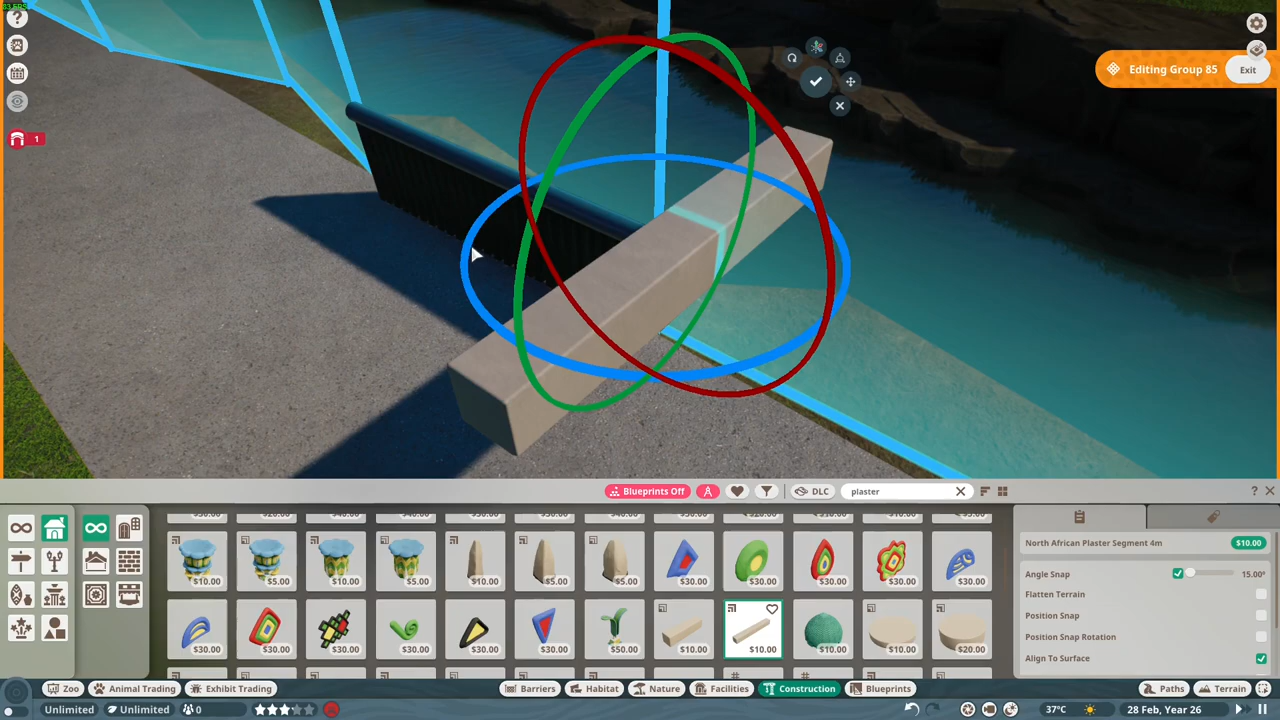 83 FPS
Editing Group 85
Exit
1
Blueprints Off
DLC
plaster
$10.00
$5.00
$10.00
$5.00
$10.00
$5.00
$5.00
$30.00
$30.00
$30.00
$30.00
$30.00
$30.00
$30.00
$30.00
$30.00
$30.00
$30.00
$50.00
$10.00
$10.00
$10.00
$10.00
$20.00
North African Plaster Segment 4m
$10.00
Angle Snap
15.00°
Flatten Terrain
Position Snap
Position Snap Rotation
Align To Surface
Zoo
Animal Trading
Exhibit Trading
Barriers
Habitat
Nature
Facilities
Construction
Blueprints
Paths
Terrain
Unlimited
Unlimited
0
37°C
28 Feb, Year 26